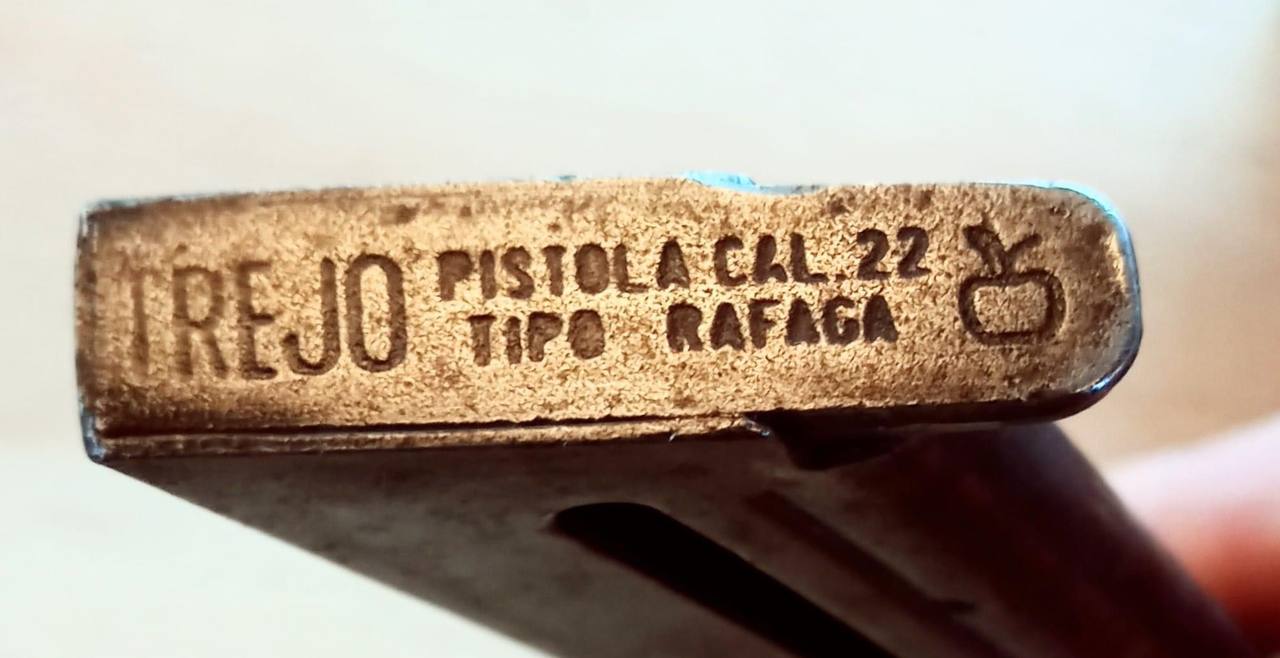 TREJO
PISTOLA CAL. 22
TIPO RAFAGA